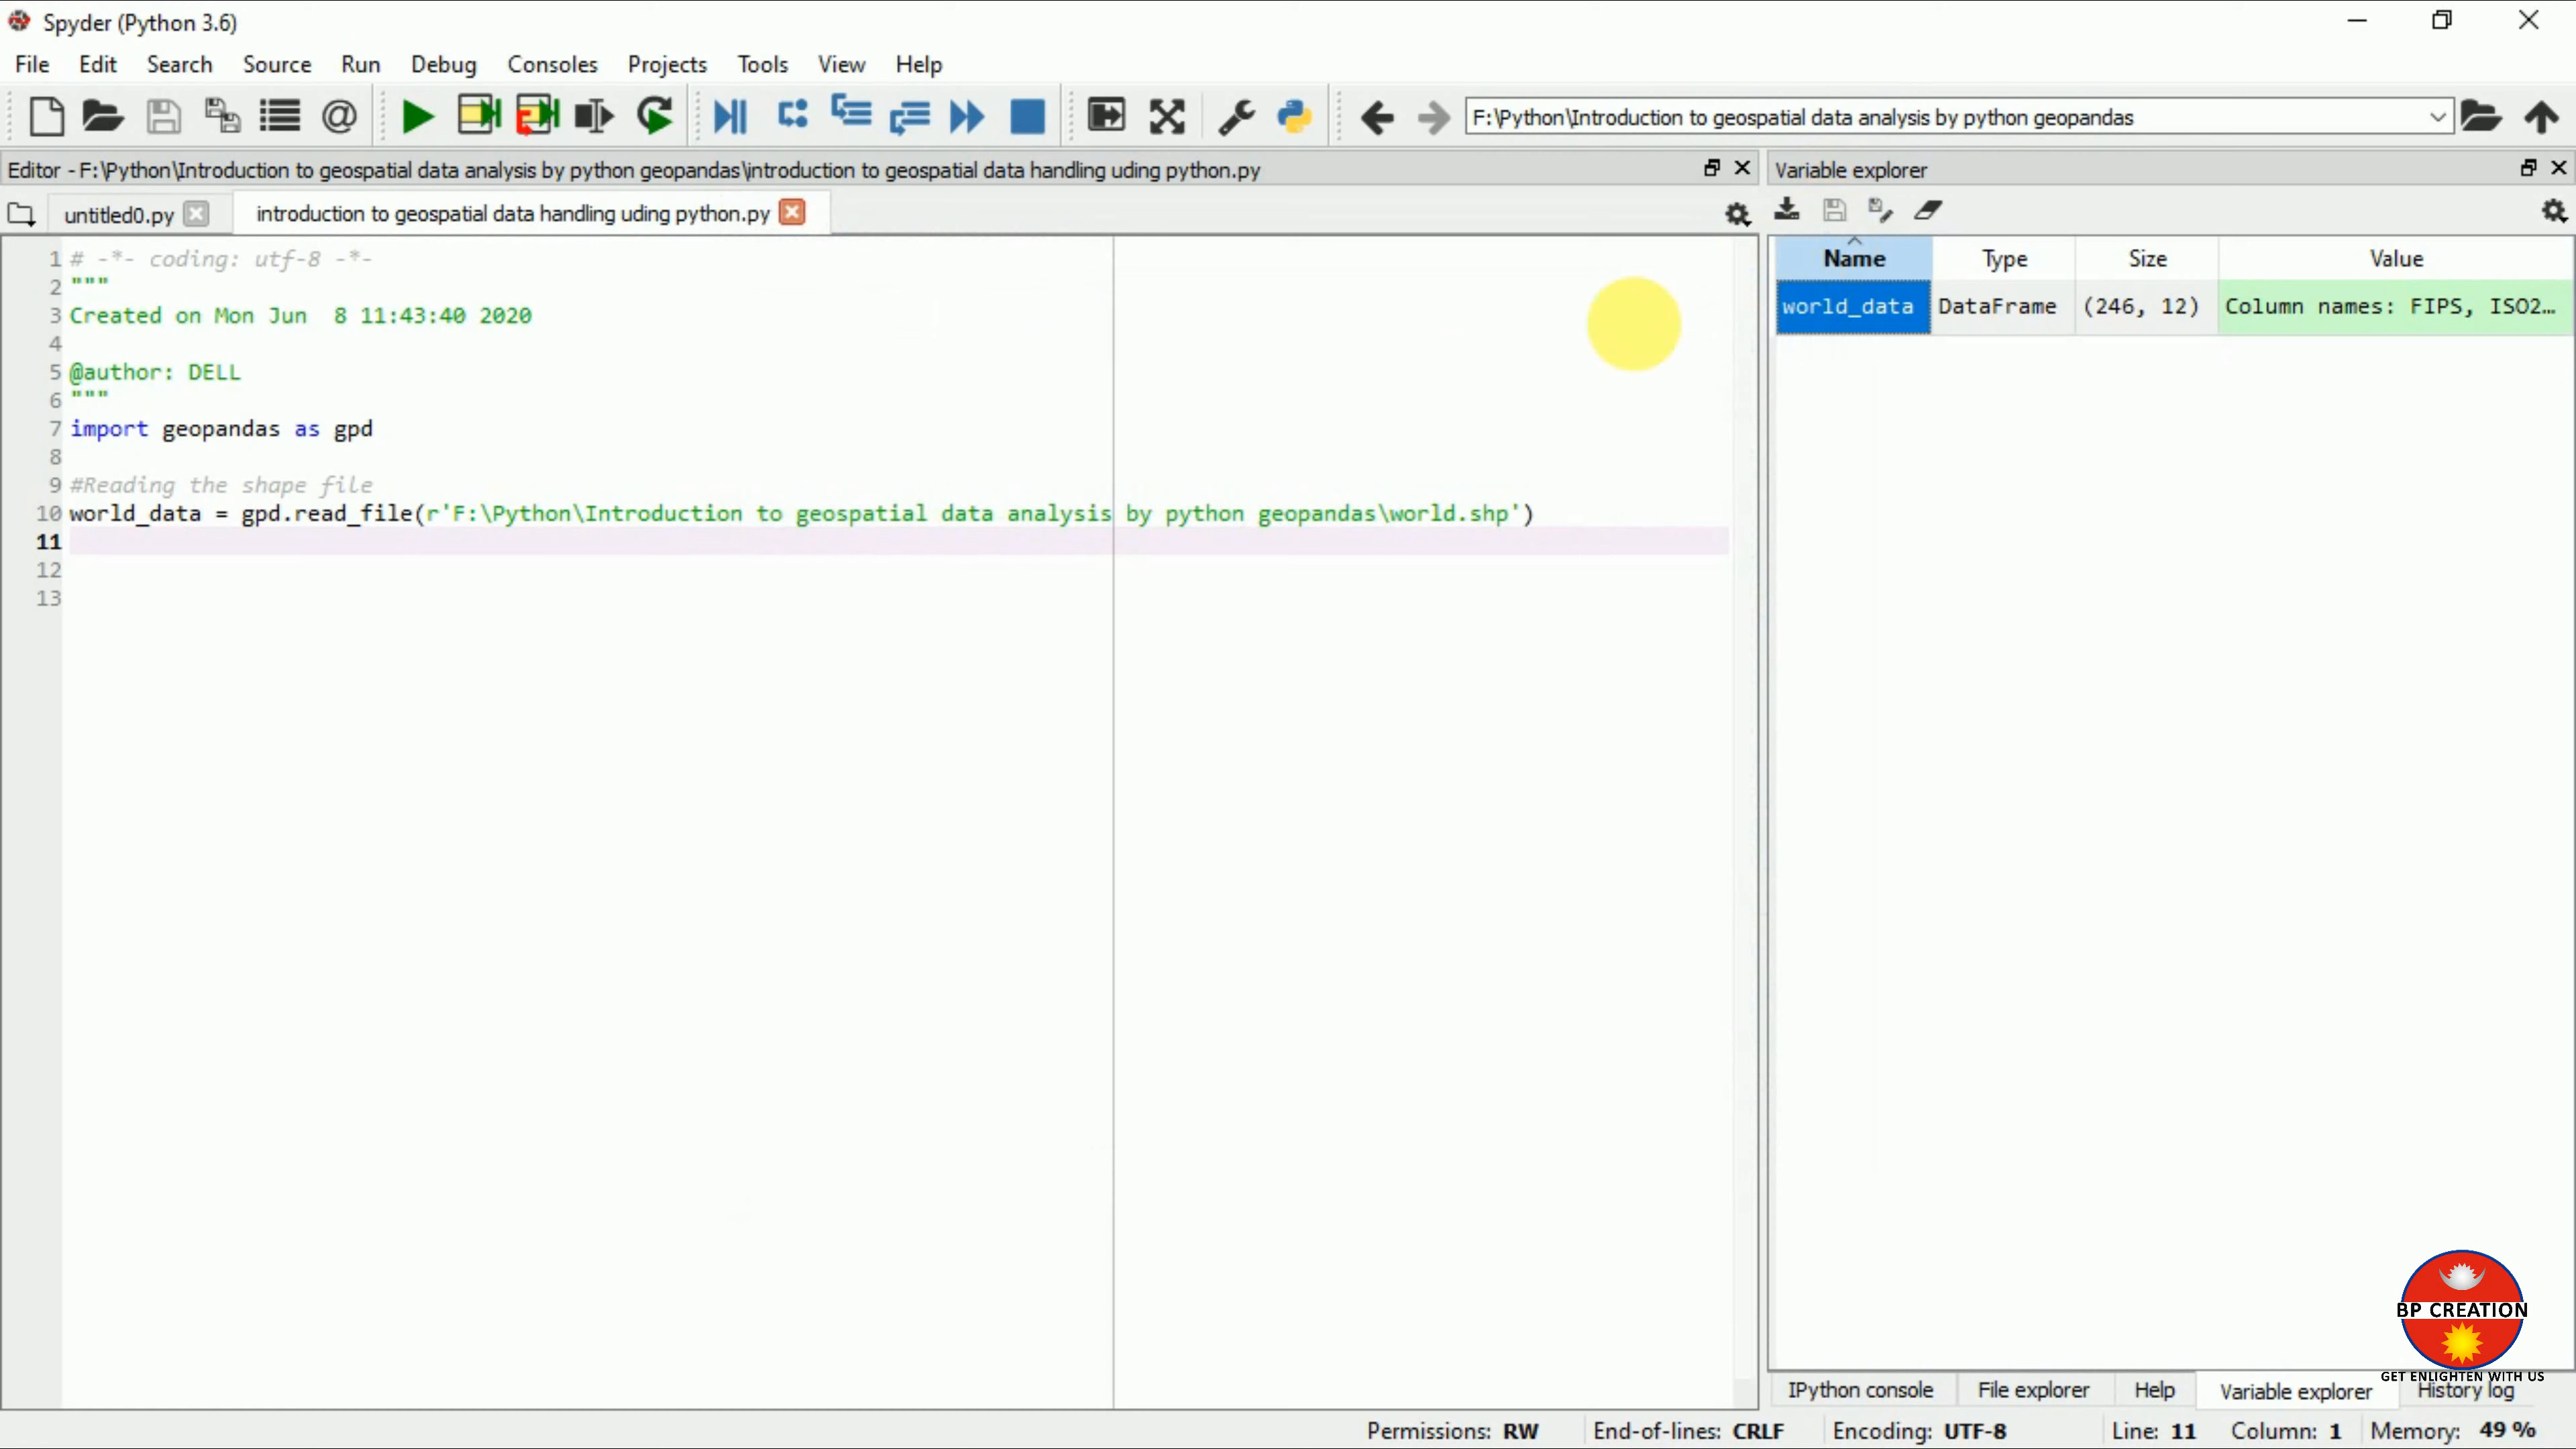 Spyder (Python 3.6)
File Edit Search Source Run Debug Consoles Projects Tools View Help
F:\Python\Introduction to geospatial data analysis by python geopandas
Editor - F:\Python\Introduction to geospatial data analysis by python geopandas\introduction to geospatial data handling uding python.py
Variable explorer
untitled0.py introduction to geospatial data handling uding python.py
Name Type Size Value
world_data DataFrame (246, 12) Column names: FIPS, ISO2...
1 # -*- coding: utf-8 -*-
2 """
3 Created on Mon Jun  8 11:43:40 2020
4
5 @author: DELL
6 """
7 import geopandas as gpd
8
9 #Reading the shape file
10 world_data = gpd.read_file(r'F:\Python\Introduction to geospatial data analysis by python geopandas\world.shp')
11
12
13
BP CREATION
GET ENLIGHTEN WITH US
IPython console File explorer Help Variable explorer History log
Permissions: RW End-of-lines: CRLF Encoding: UTF-8 Line: 11 Column: 1 Memory: 49 %